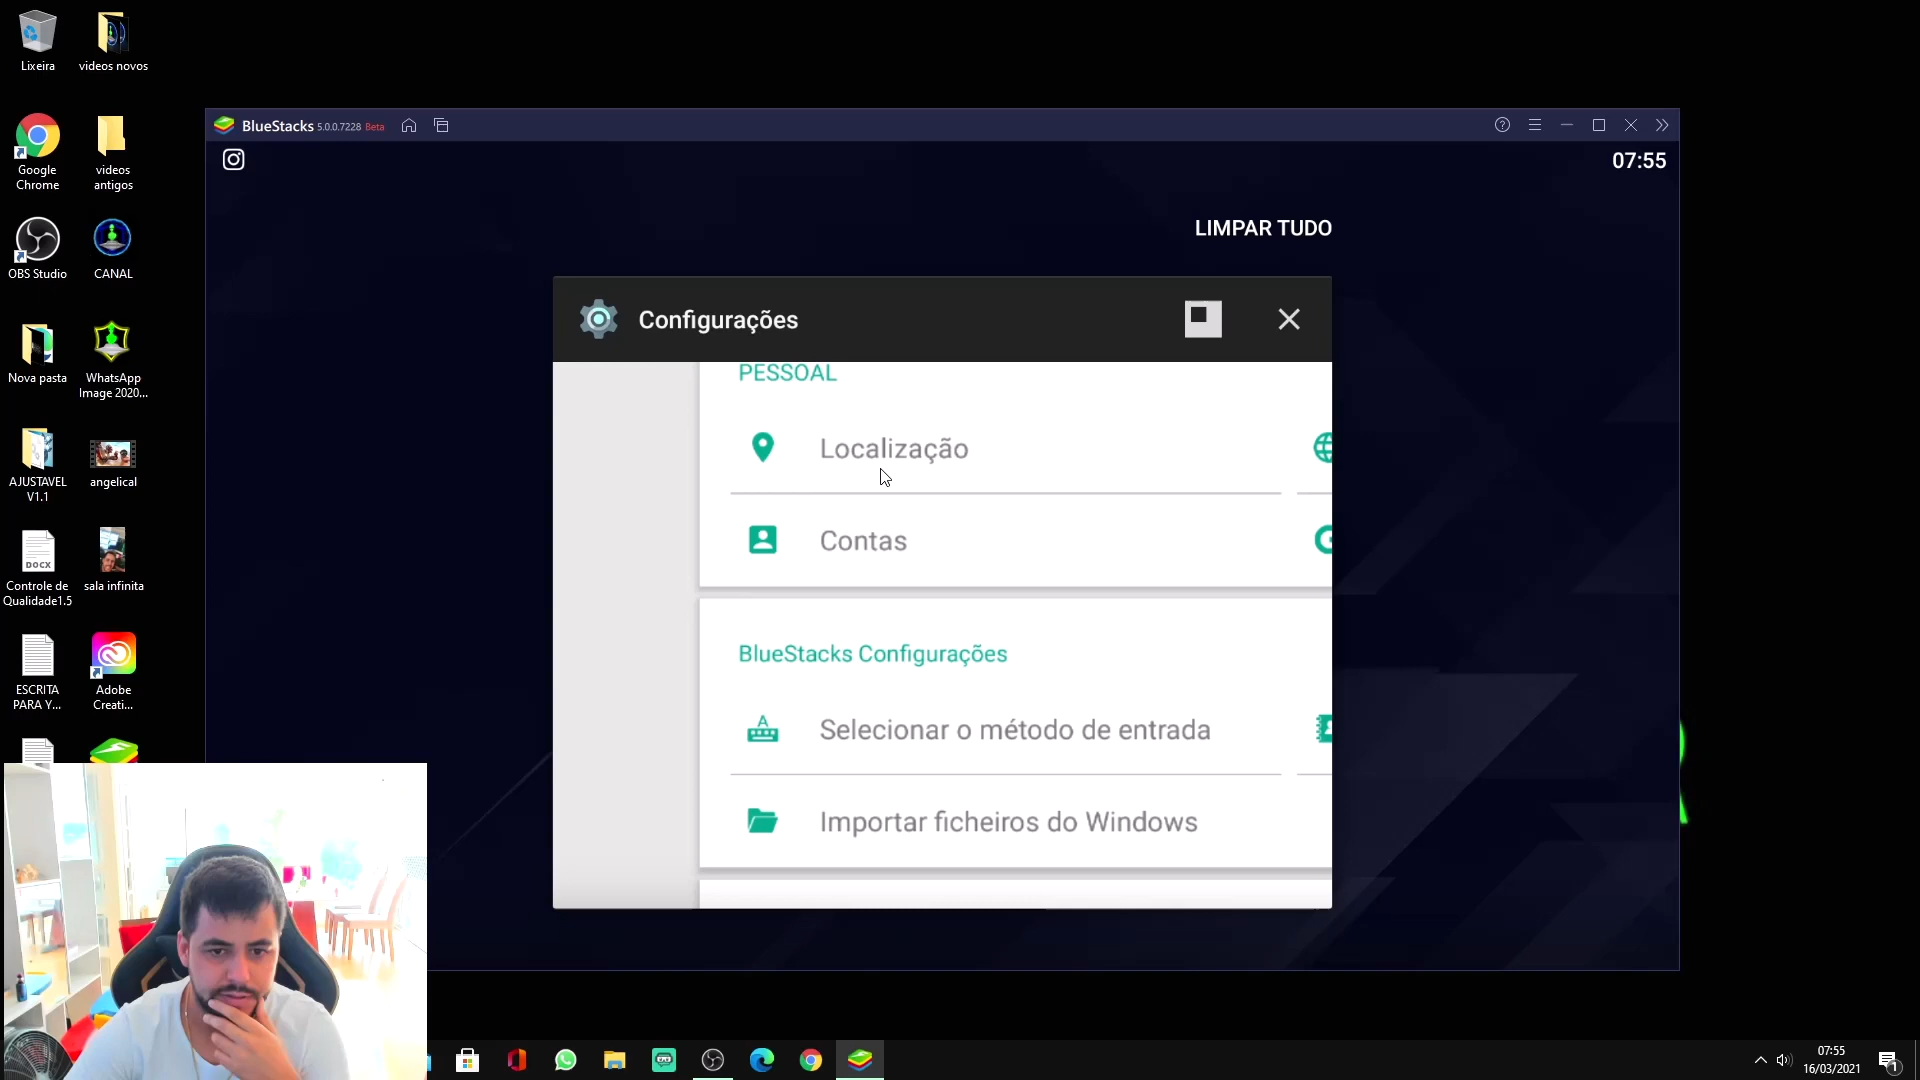 Lixeira
videos novos
Google
Chrome
videos
antigos
OBS Studio
CANAL
Nova pasta
WhatsApp
Image 2020...
AJUSTAVEL
V1.1
angelical
DOCX
Controle de
Qualidade1.5
sala infinita
ESCRITA
PARA Y...
Adobe
Creati...
BlueStacks 5.0.0.7228 Beta
07:55
LIMPAR TUDO
Configurações
PESSOAL
Localização
Contas
BlueStacks Configurações
A
Selecionar o método de entrada
Importar ficheiros do Windows
07:55
16/03/2021
1